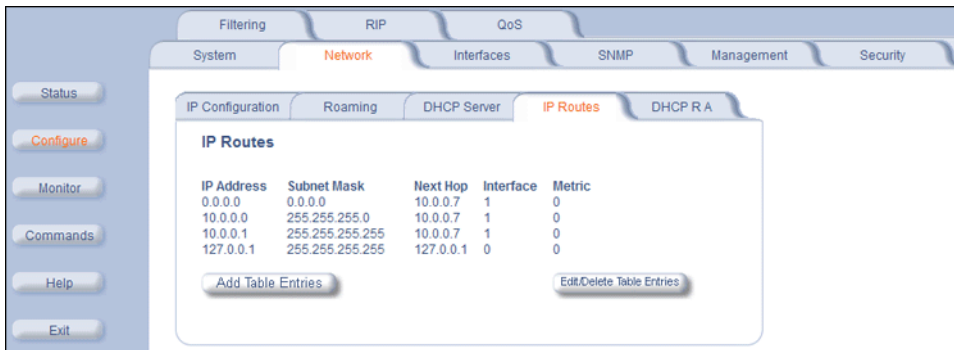 Filtering RIP QoS
System Network Interfaces SNMP Management Security
Status
Configure
Monitor
Commands
Help
Exit
IP Configuration Roaming DHCP Server IP Routes DHCP R A
IP Routes
IP Address Subnet Mask Next Hop Interface Metric
0.0.0.0 0.0.0.0 10.0.0.7 1 0
10.0.0.0 255.255.255.0 10.0.0.7 1 0
10.0.0.1 255.255.255.255 10.0.0.7 1 0
127.0.0.1 255.255.255.255 127.0.0.1 0 0
Add Table Entries Edit/Delete Table Entries